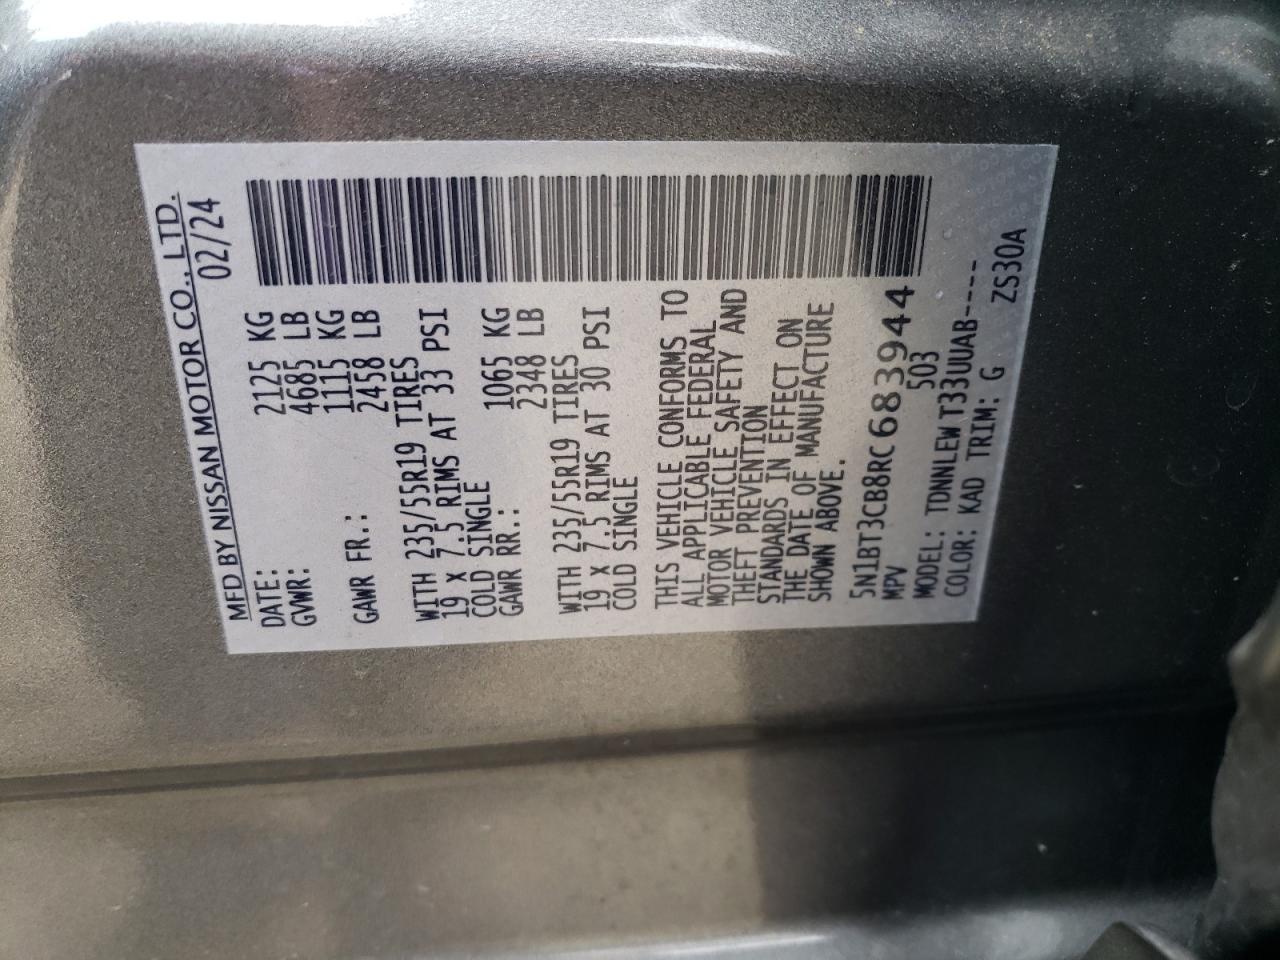 MFD BY NISSAN MOTOR CO., LTD.
DATE: 02/24
GVWR: 2125 KG
4685 LB
1115 KG
GAWR FR.: 2458 LB
WITH 235/55R19 TIRES
19 X 7.5 RIMS AT 33 PSI
COLD SINGLE
GAWR RR.: 1065 KG
2348 LB
WITH 235/55R19 TIRES
19 X 7.5 RIMS AT 30 PSI
COLD SINGLE
THIS VEHICLE CONFORMS TO
ALL APPLICABLE FEDERAL
MOTOR VEHICLE SAFETY AND
THEFT PREVENTION
STANDARDS IN EFFECT ON
THE DATE OF MANUFACTURE
SHOWN ABOVE.
5N1BT3CB8RC683944
MPV 503
MODEL: TDNNLEW T33UUAB----
COLOR: KAD TRIM: G ZS30A